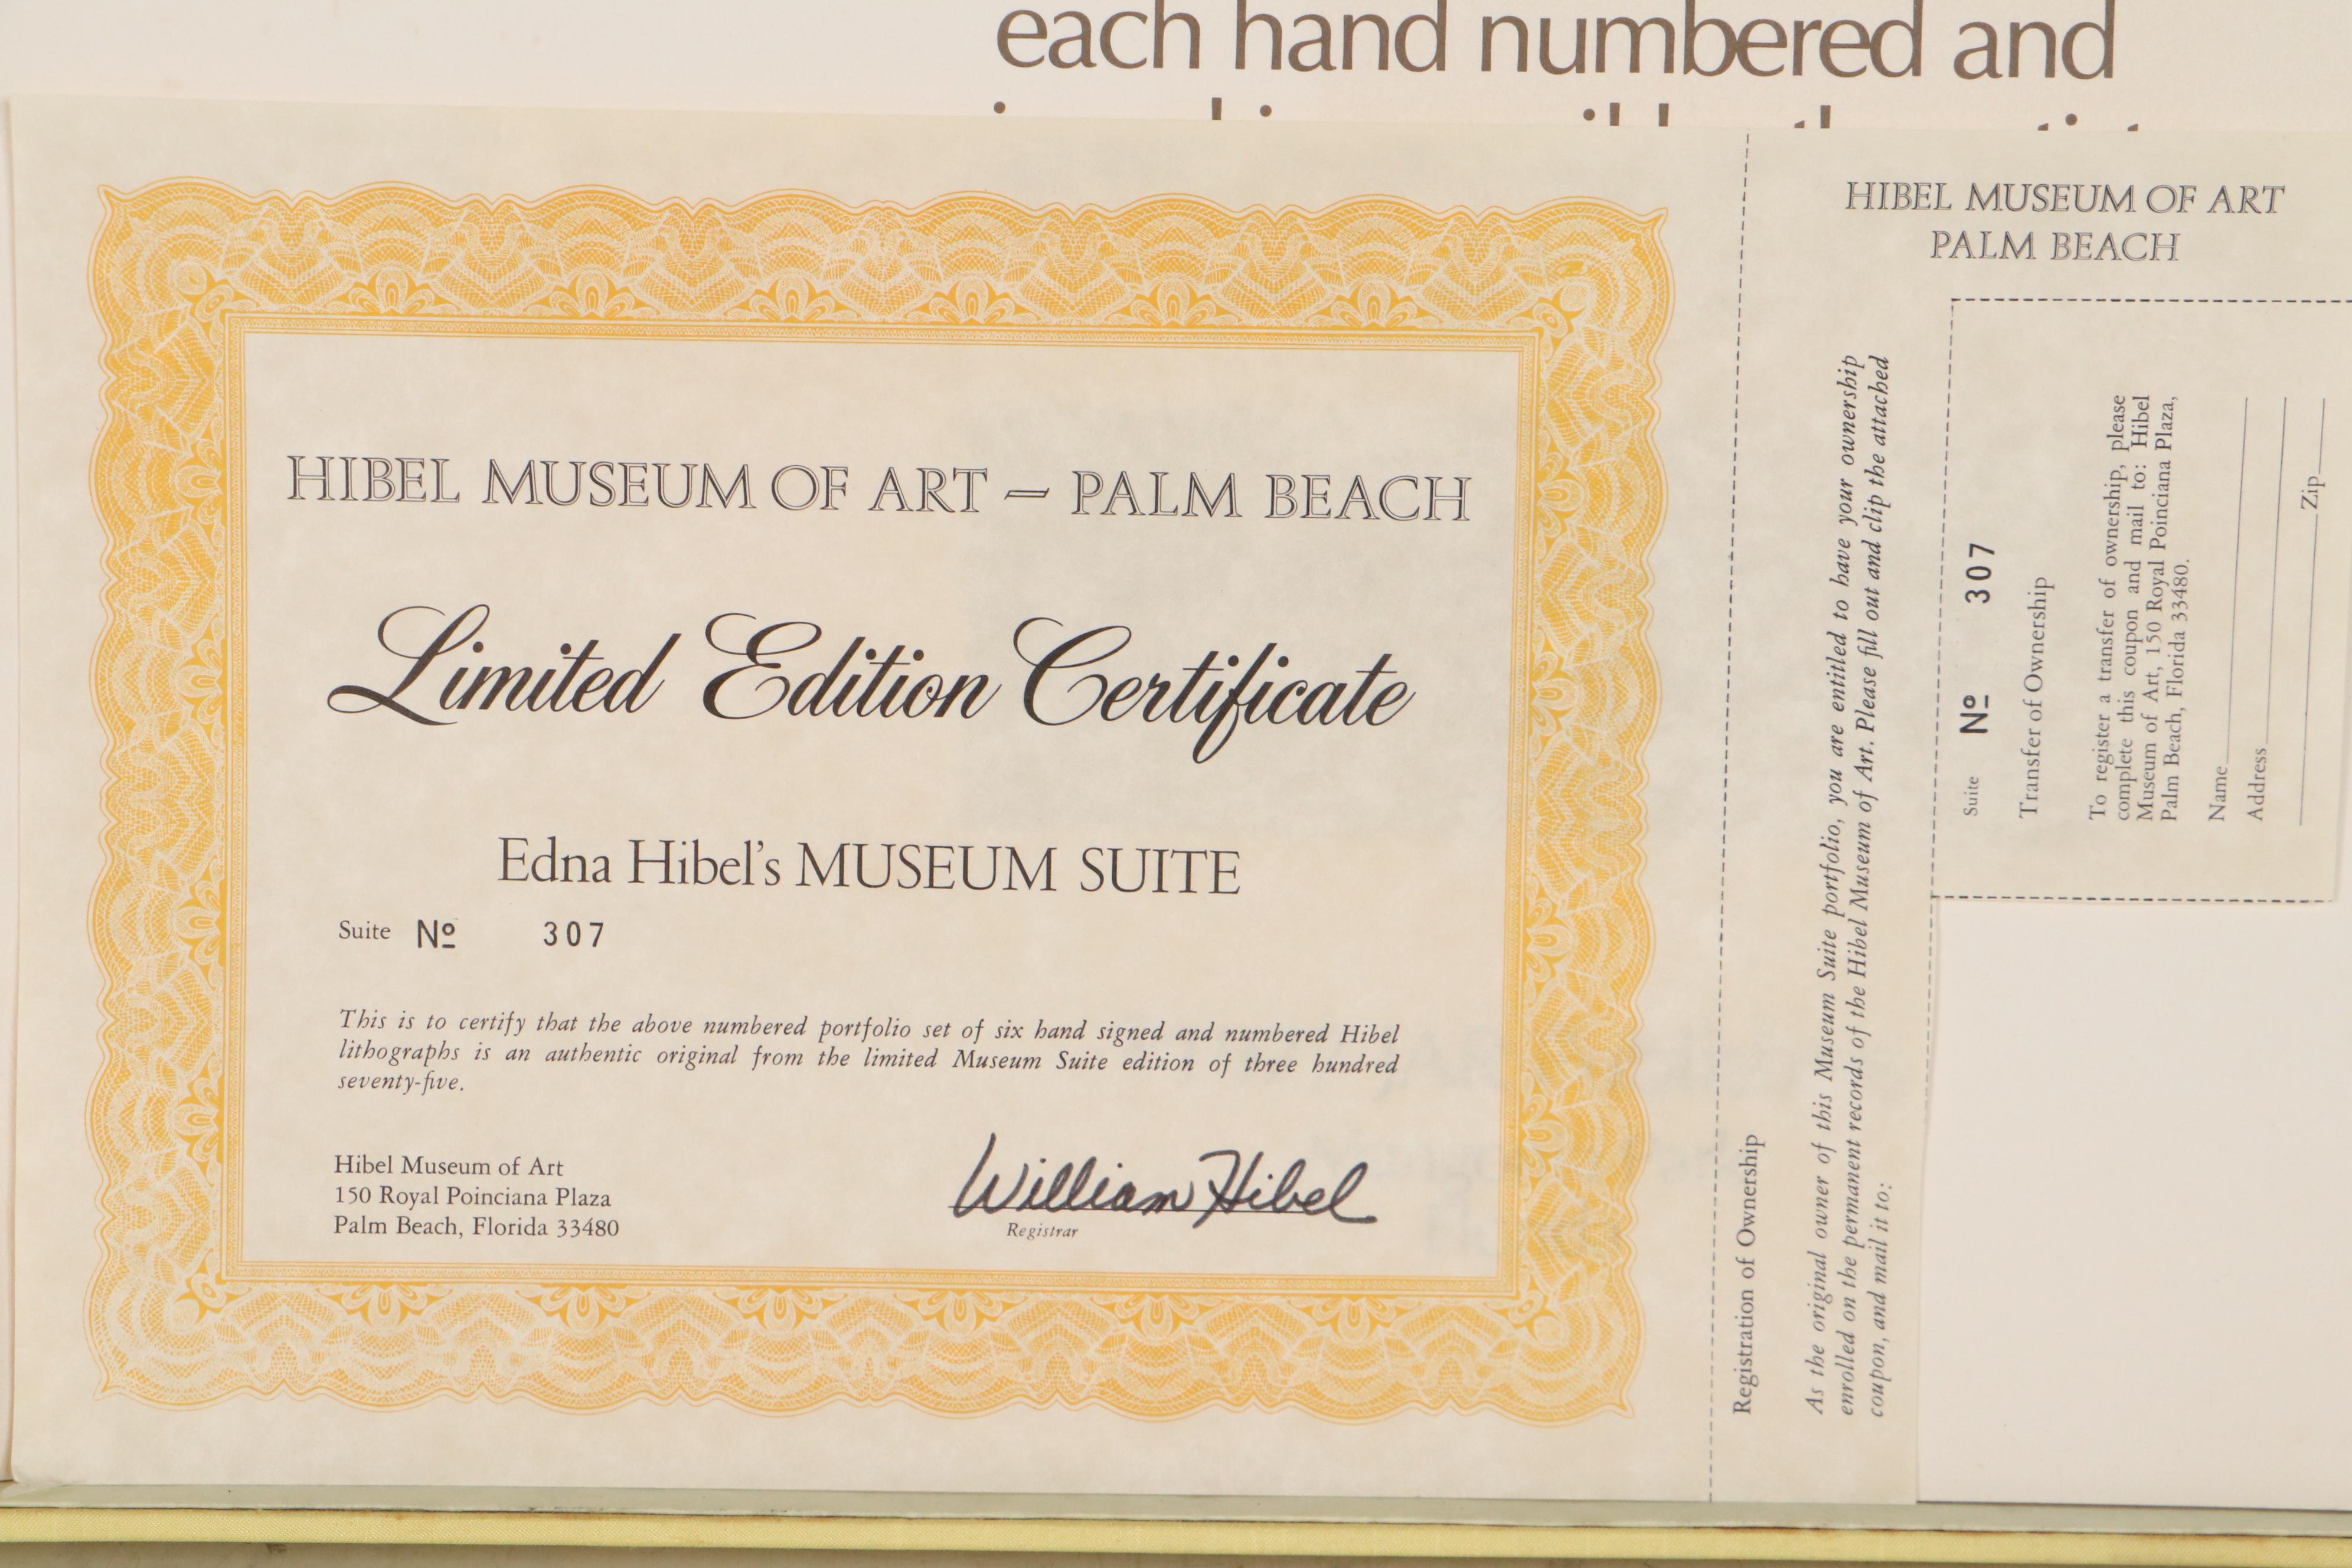 each hand numbered and
HIBEL MUSEUM OF ART – PALM BEACH
Limited Edition Certificate
Edna Hibel's MUSEUM SUITE
Suite Nº 307
This is to certify that the above numbered portfolio set of six hand signed and numbered Hibel
lithographs is an authentic original from the limited Museum Suite edition of three hundred
seventy-five.
Hibel Museum of Art
150 Royal Poinciana Plaza
Palm Beach, Florida 33480
William Hibel
Registrar
HIBEL MUSEUM OF ART
PALM BEACH
Registration of Ownership
As the original owner of this Museum Suite portfolio, you are entitled to have your ownership
enrolled on the permanent records of the Hibel Museum of Art. Please fill out and clip the attached
coupon, and mail it to:
Suite Nº 307
Transfer of Ownership
To register a transfer of ownership, please
complete this coupon and mail to: Hibel
Museum of Art, 150 Royal Poinciana Plaza,
Palm Beach, Florida 33480.
Name
Address
Zip